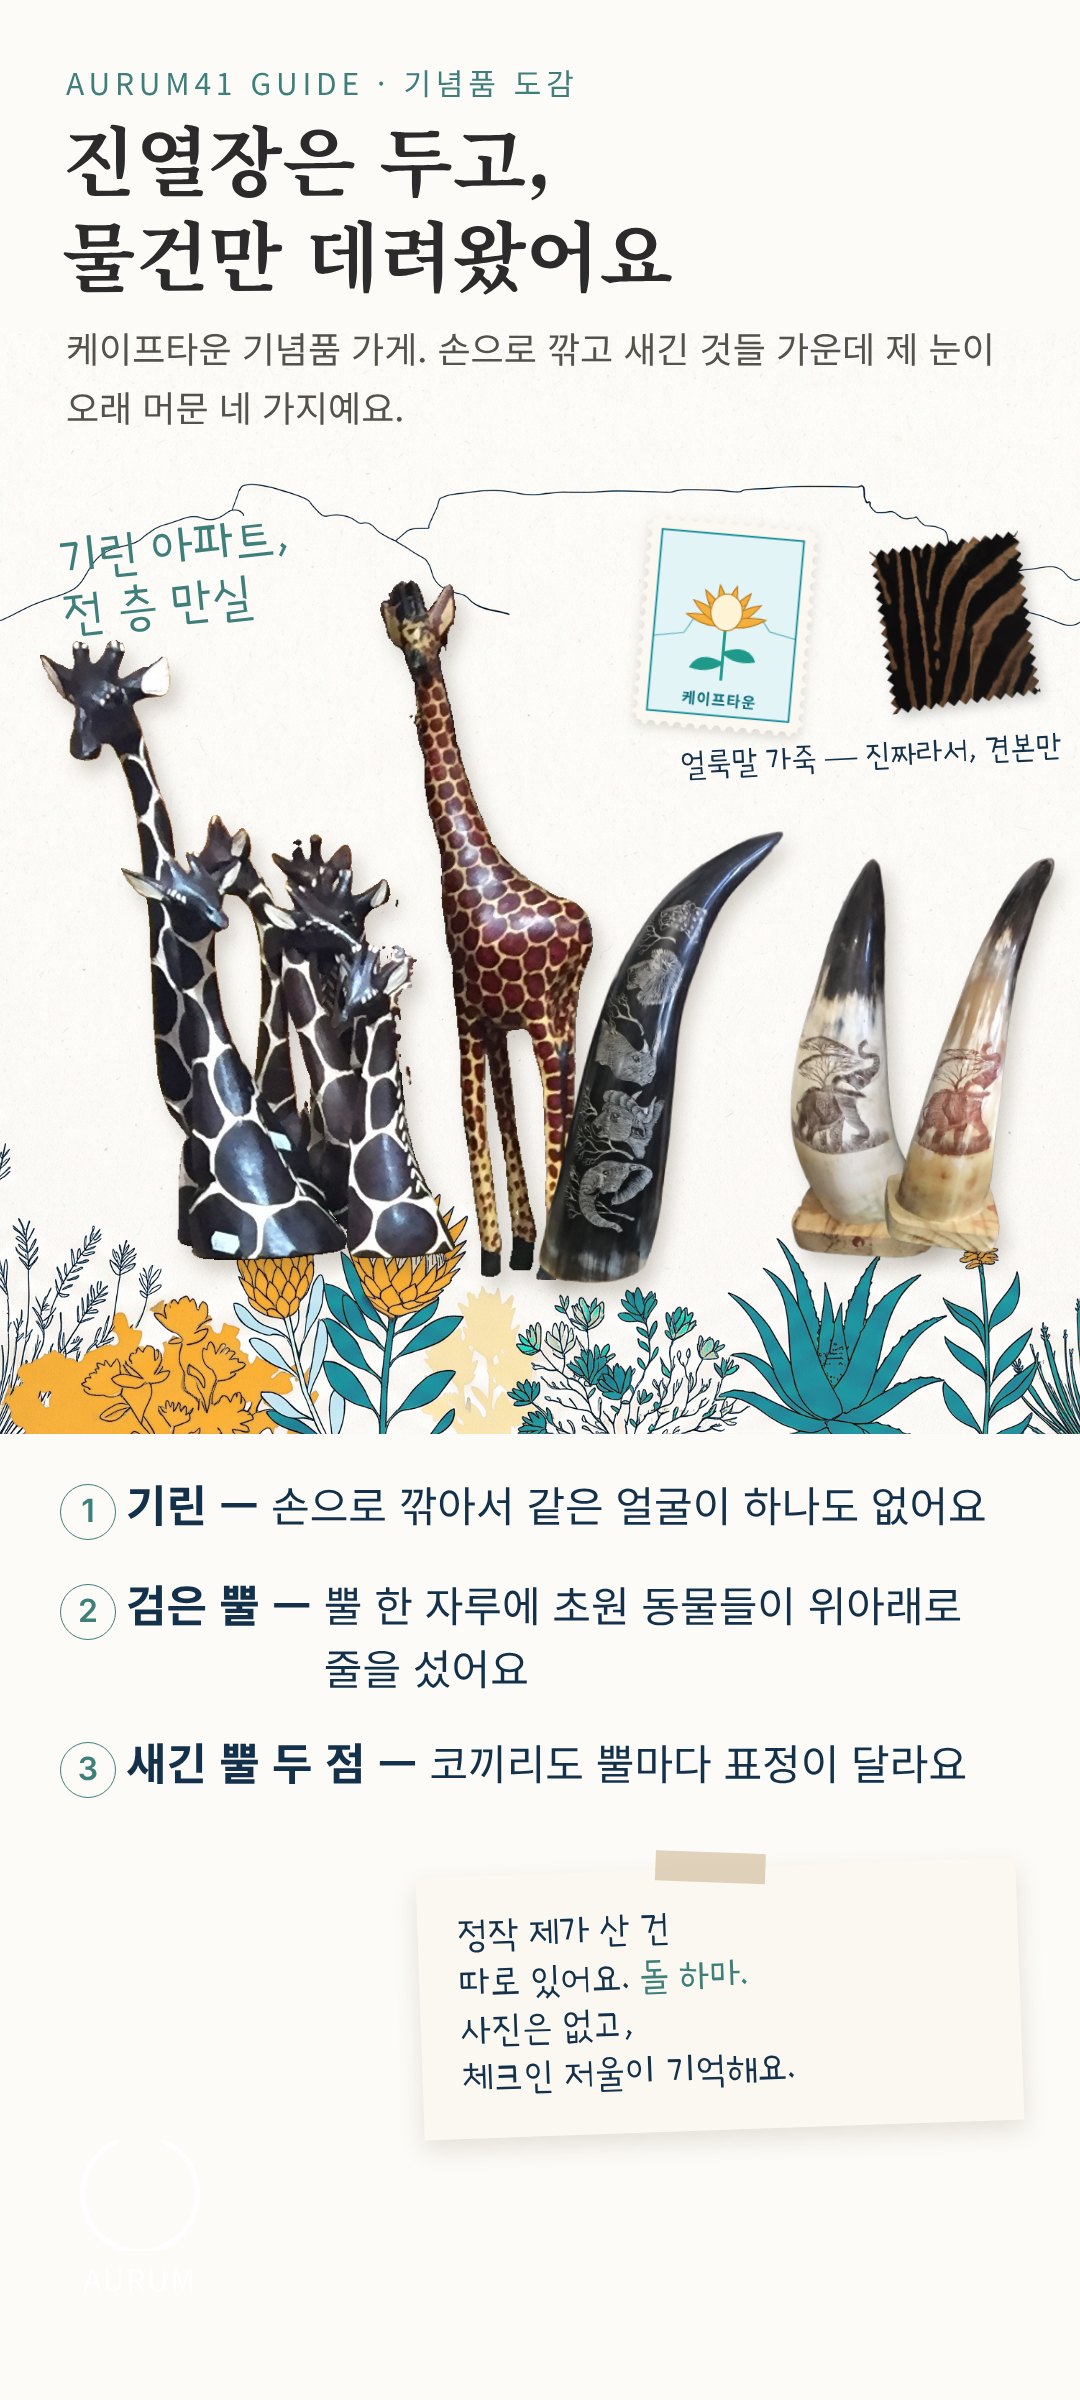 AURUM41 GUIDE · 기념품 도감
진열장은 두고,
물건만 데려왔어요
케이프타운 기념품 가게. 손으로 깎고 새긴 것들 가운데 제 눈이
오래 머문 네 가지예요.
기린 아파트,
전 층 만실
케이프타운
얼룩말 가죽 — 진짜라서, 견본만
1 기린 — 손으로 깎아서 같은 얼굴이 하나도 없어요
2 검은 뿔 — 뿔 한 자루에 초원 동물들이 위아래로
줄을 섰어요
3 새긴 뿔 두 점 — 코끼리도 뿔마다 표정이 달라요
정작 제가 산 건
따로 있어요. 돌 하마.
사진은 없고,
체크인 저울이 기억해요.
AURUM